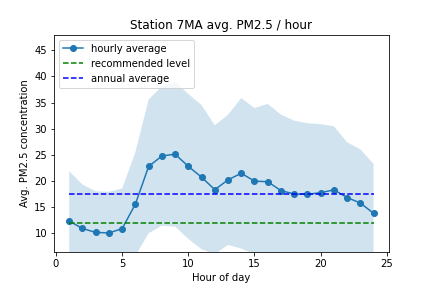 Station 7MA avg. PM2.5 / hour
hourly average
recommended level
annual average
Avg. PM2.5 concentration
45
40
35
30
25
20
15
10
0 5 10 15 20 25
Hour of day